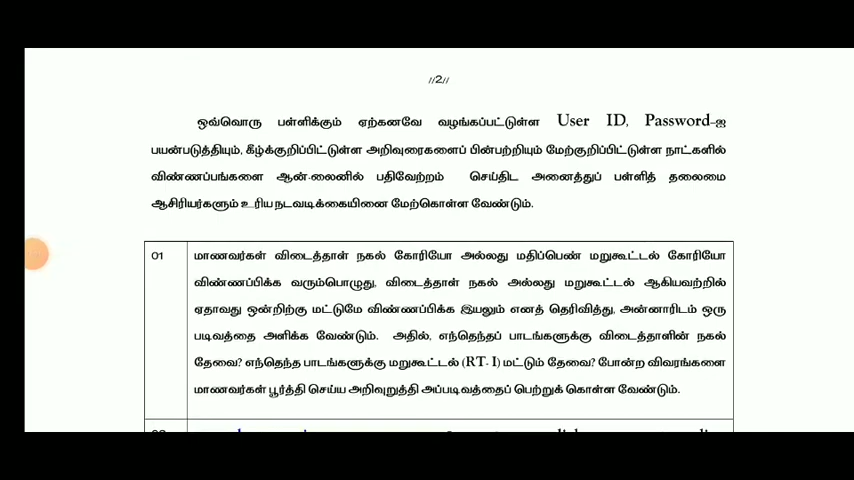 //2//
ஒவ்வொரு பள்ளிக்கும் ஏற்கனவே வழங்கப்பட்டுள்ள User ID, Password-ஐ
பயன்படுத்தியும், கீழ்க்குறிப்பிட்டுள்ள அறிவுரைகளைப் பின்பற்றியும் மேற்குறிப்பிட்டுள்ள நாட்களில்
விண்ணப்பங்களை ஆன்-லைனில் பதிவேற்றம் செய்திட அனைத்துப் பள்ளித் தலைமை
ஆசிரியர்களும் உரிய நடவடிக்கையினை மேற்கொள்ள வேண்டும்.
01 மாணவர்கள் விடைத்தாள் நகல் கோரியோ அல்லது மதிப்பெண் மறுகூட்டல் கோரியோ
விண்ணப்பிக்க வரும்பொழுது, விடைத்தாள் நகல் அல்லது மறுகூட்டல் ஆகியவற்றில்
ஏதாவது ஒன்றிற்கு மட்டுமே விண்ணப்பிக்க இயலும் எனத் தெரிவித்து, அன்னாரிடம் ஒரு
படிவத்தை அளிக்க வேண்டும். அதில், எந்தெந்தப் பாடங்களுக்கு விடைத்தாளின் நகல்
தேவை? எந்தெந்த பாடங்களுக்கு மறுகூட்டல் (RT- I) மட்டும் தேவை? போன்ற விவரங்களை
மாணவர்கள் பூர்த்தி செய்ய அறிவுறுத்தி அப்படிவத்தைப் பெற்றுக் கொள்ள வேண்டும்.